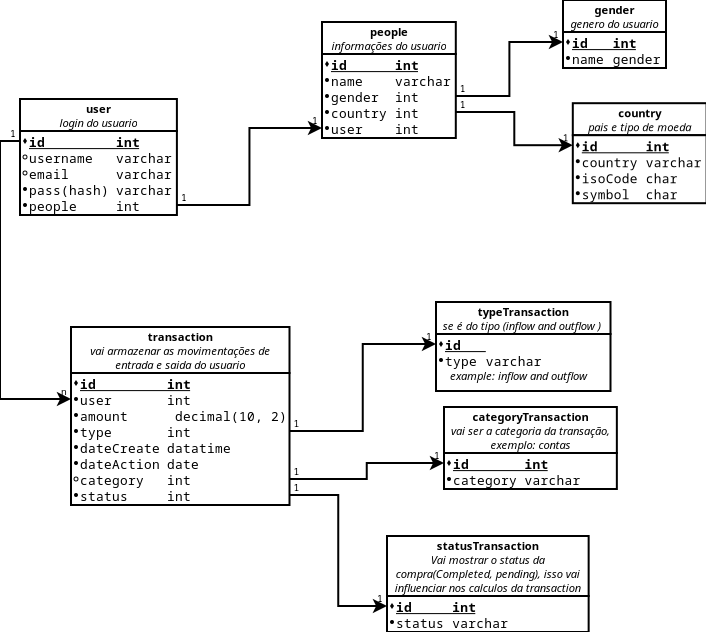 gender
genero do usuario
id int
name gender
people
informações do usuario
id int
name varchar
gender int
country int
user int
1
1
1
1
country
pais e tipo de moeda
id int
country varchar
isoCode char
symbol char
user
login do usuario
id int
username varchar
email varchar
pass(hash) varchar
people int
1
1
1
transaction
vai armazenar as movimentações de
entrada e saida do usuario
id int
user int
amount decimal(10, 2)
type int
dateCreate datatime
dateAction date
category int
status int
n
1
1
1
typeTransaction
se é do tipo (inflow and outflow )
id
type varchar
example: inflow and outflow
1
categoryTransaction
vai ser a categoria da transação,
exemplo: contas
id int
category varchar
1
statusTransaction
Vai mostrar o status da
compra(Completed, pending), isso vai
influenciar nos calculos da transaction
id int
status varchar
1